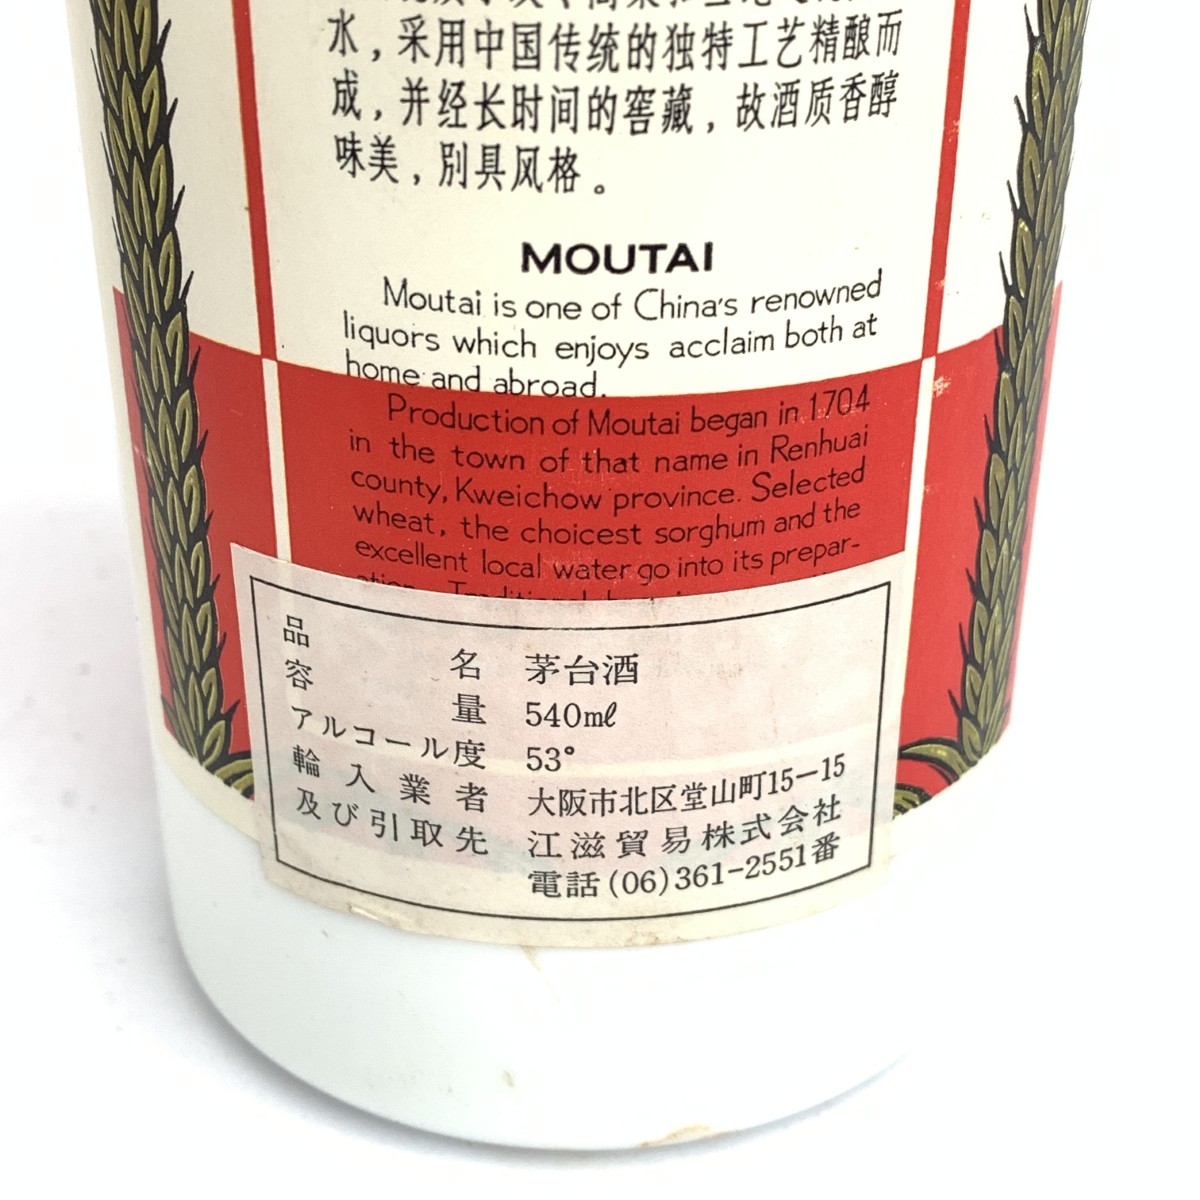 水，采用中国传统的独特工艺精酿而
成，并经长时间的窖藏，故酒质香醇
味美，别具风格。
MOUTAI
Moutai is one of China's renowned
liquors which enjoys acclaim both at
home and abroad.
Production of Moutai began in 1704
in the town of that name in Renhuai
county, Kweichow province. Selected
wheat, the choicest sorghum and the
excellent local water go into its prepar-
品名 茅台酒
容量 540㎖
アルコール度 53°
輪入業者 大阪市北区堂山町15-15
及び引取先 江滋貿易株式会社
電話(06)361-2551番